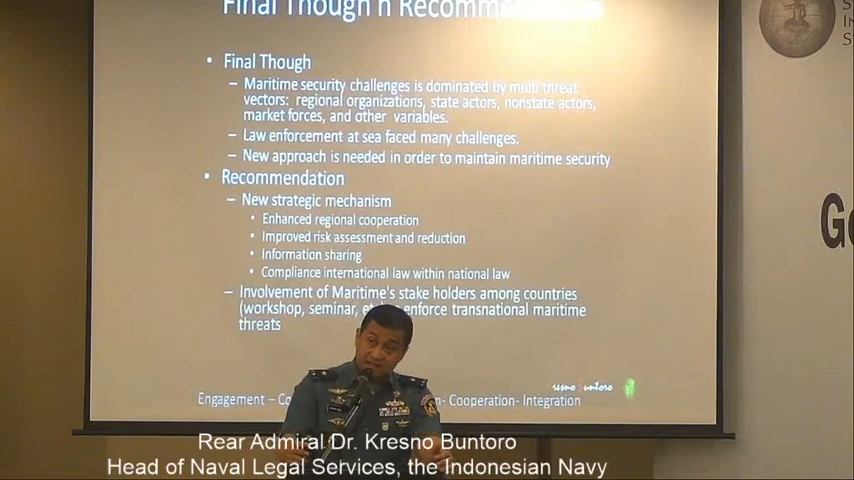 Final Though n Recommendation
S
In
S
• Final Though
– Maritime security challenges is dominated by multi threat
vectors: regional organizations, state actors, nonstate actors,
market forces, and other variables.
– Law enforcement at sea faced many challenges.
– New approach is needed in order to maintain maritime security
• Recommendation
– New strategic mechanism
• Enhanced regional cooperation
• Improved risk assessment and reduction
• Information sharing
• Compliance international law within national law
– Involvement of Maritime's stake holders among countries
(workshop, seminar, enforce transnational maritime
threats
Ge
Kresno Buntoro
Engagement – Co - Cooperation- Integration
Rear Admiral Dr. Kresno Buntoro
Head of Naval Legal Services, the Indonesian Navy